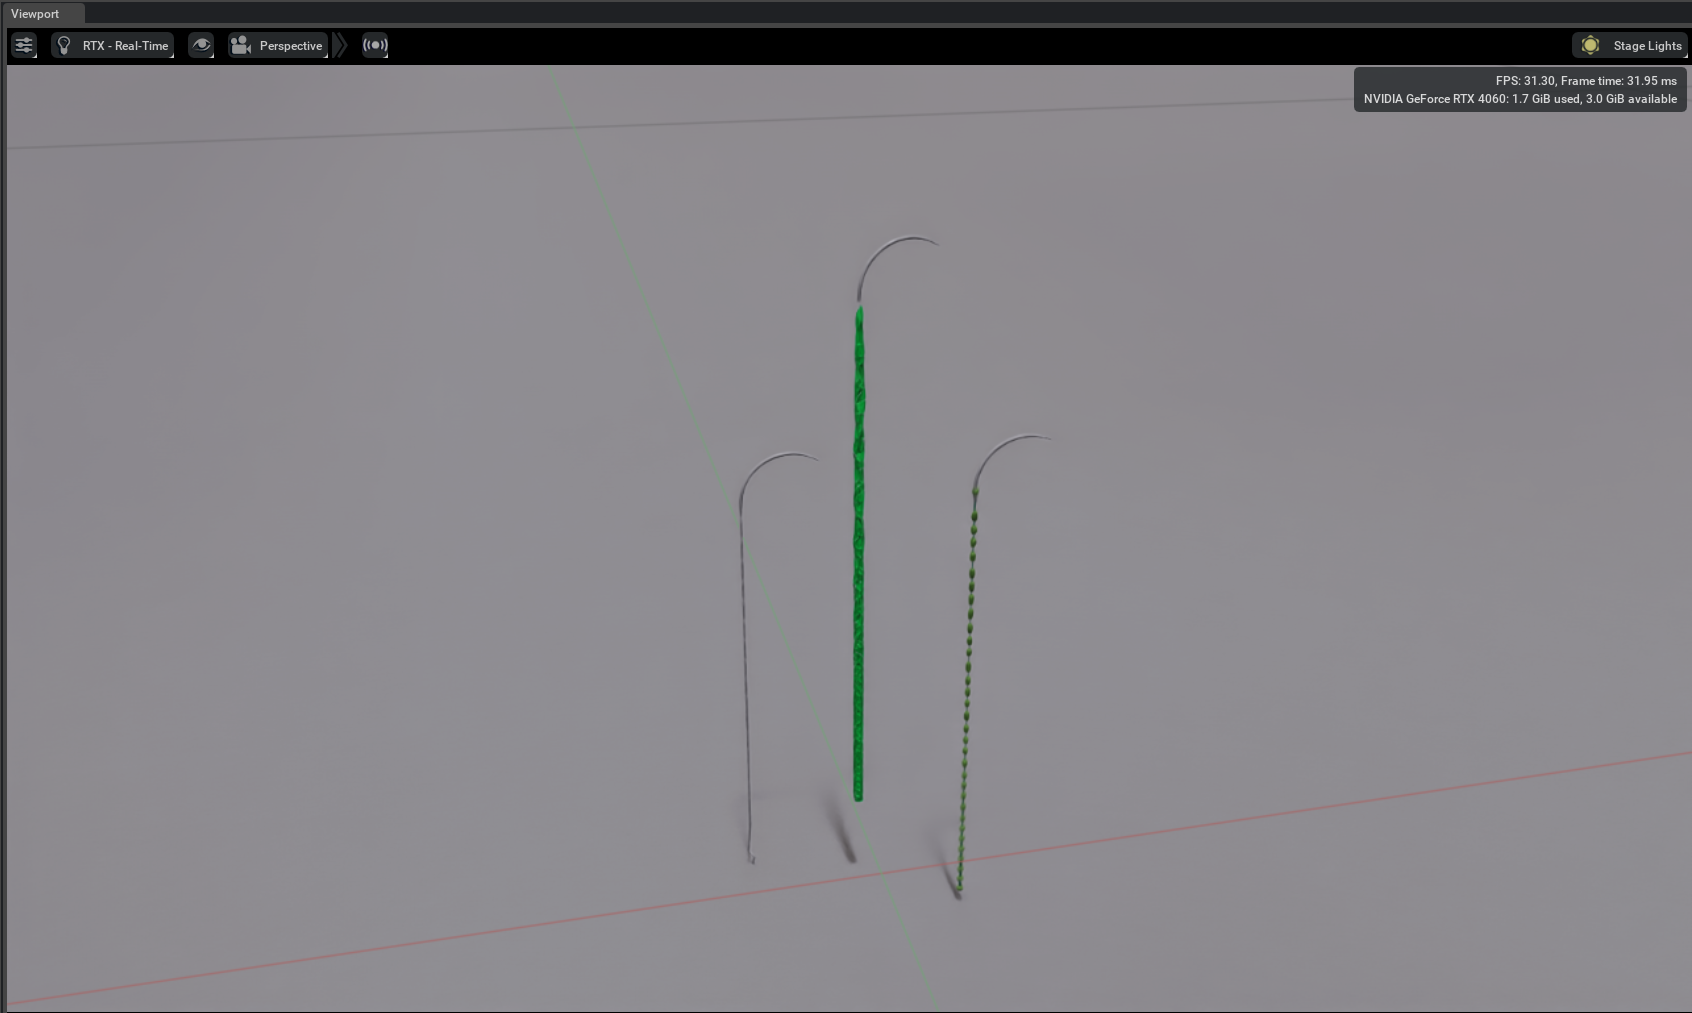 Viewport
RTX - Real-Time
Perspective
Stage Lights
FPS: 31.30, Frame time: 31.95 ms
NVIDIA GeForce RTX 4060: 1.7 GiB used, 3.0 GiB available